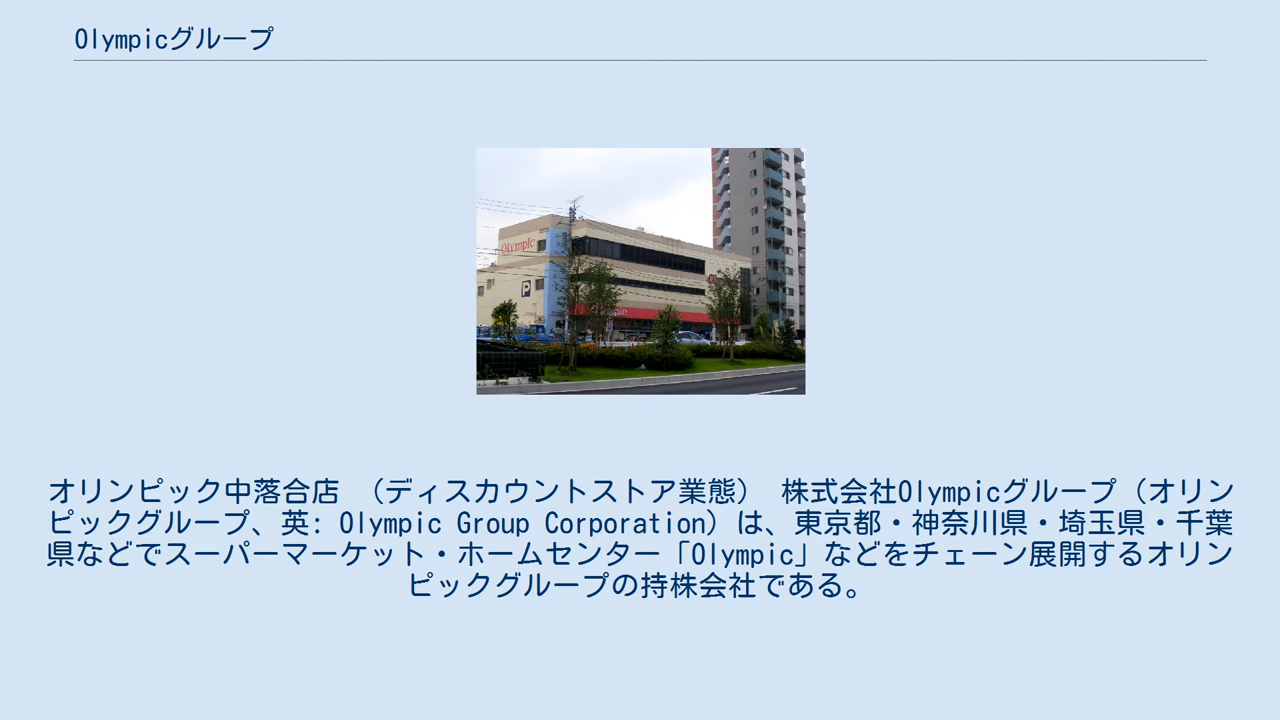 Olympicグループ
Olympic
P
Olympic
オリンピック中落合店 （ディスカウントストア業態） 株式会社Olympicグループ（オリン
ピックグループ、英: Olympic Group Corporation）は、東京都・神奈川県・埼玉県・千葉
県などでスーパーマーケット・ホームセンター「Olympic」などをチェーン展開するオリン
ピックグループの持株会社である。